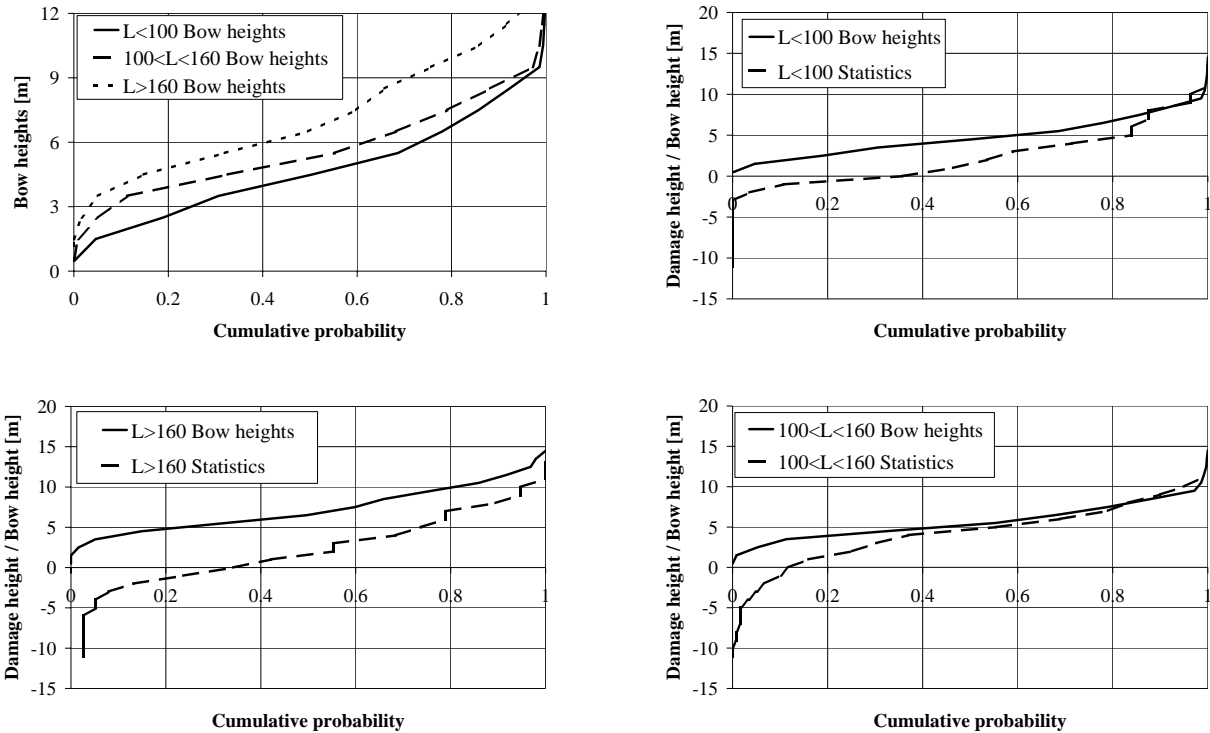 12
9
6
3
0
Bow heights [m]
L<100 Bow heights
100<L<160 Bow heights
L>160 Bow heights
0 0.2 0.4 0.6 0.8 1
Cumulative probability
20
15
10
5
0
-5
-10
-15
Damage height / Bow height [m]
L<100 Bow heights
L<100 Statistics
0 0.2 0.4 0.6 0.8 1
Cumulative probability
20
15
10
5
0
-5
-10
-15
Damage height / Bow height [m]
L>160 Bow heights
L>160 Statistics
0 0.2 0.4 0.6 0.8 1
Cumulative probability
20
15
10
5
0
-5
-10
-15
Damage height / Bow height [m]
100<L<160 Bow heights
100<L<160 Statistics
0 0.2 0.4 0.6 0.8 1
Cumulative probability